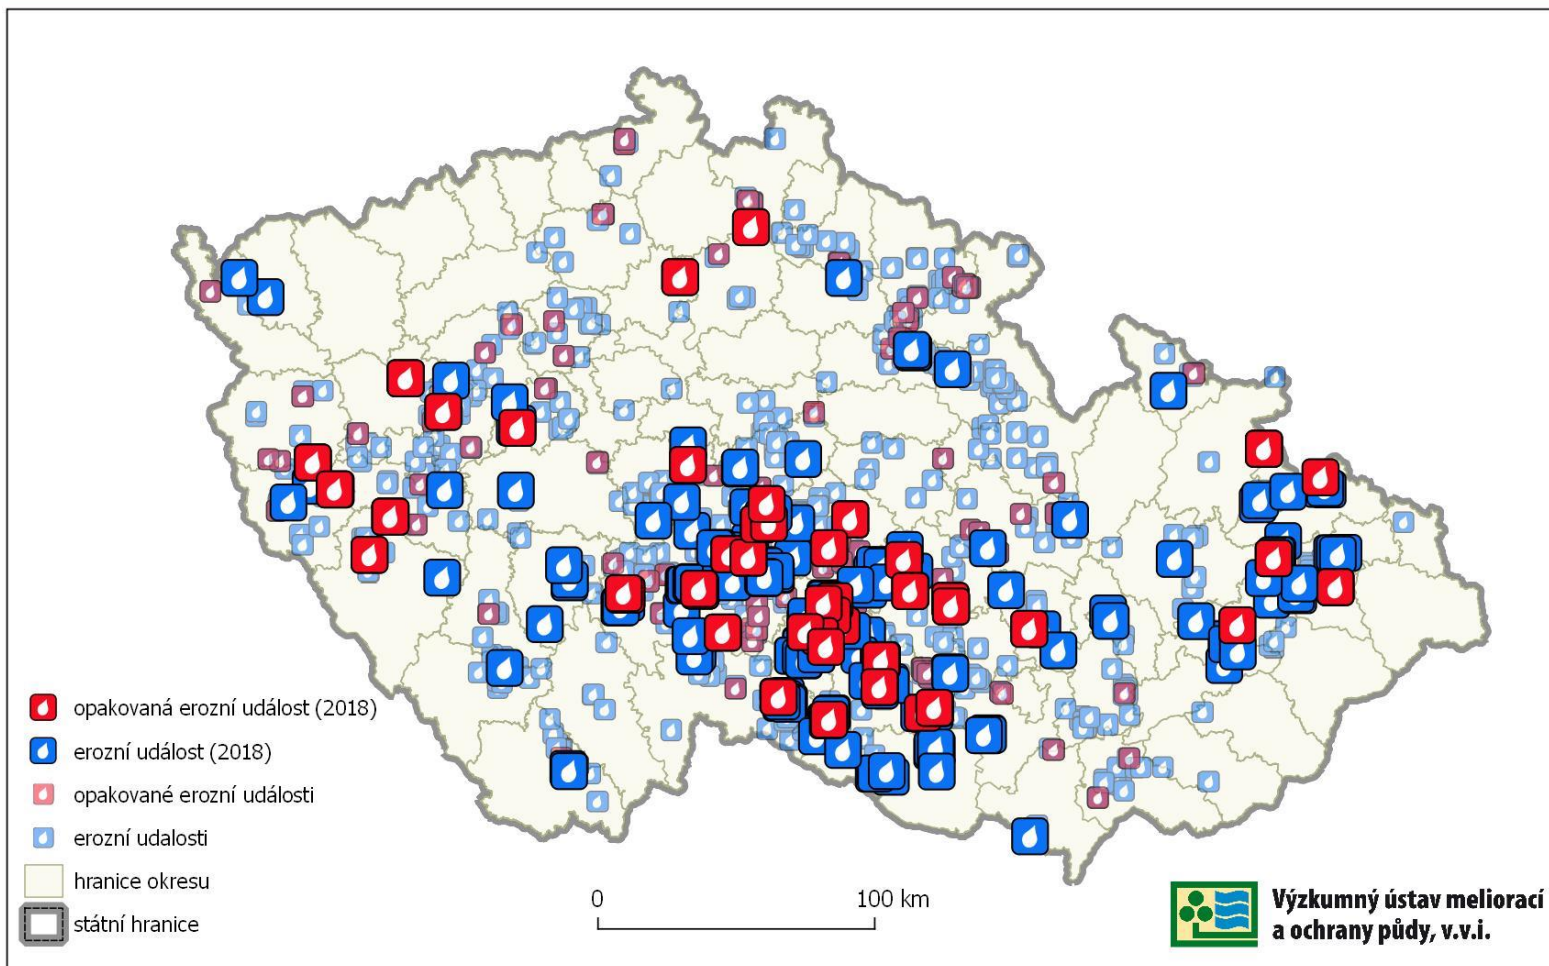 opakovaná erozní událost (2018)
erozní událost (2018)
opakované erozní události
erozní udalosti
hranice okresu
státní hranice
0
100 km
Výzkumný ústav meliorací
a ochrany půdy, v.v.i.